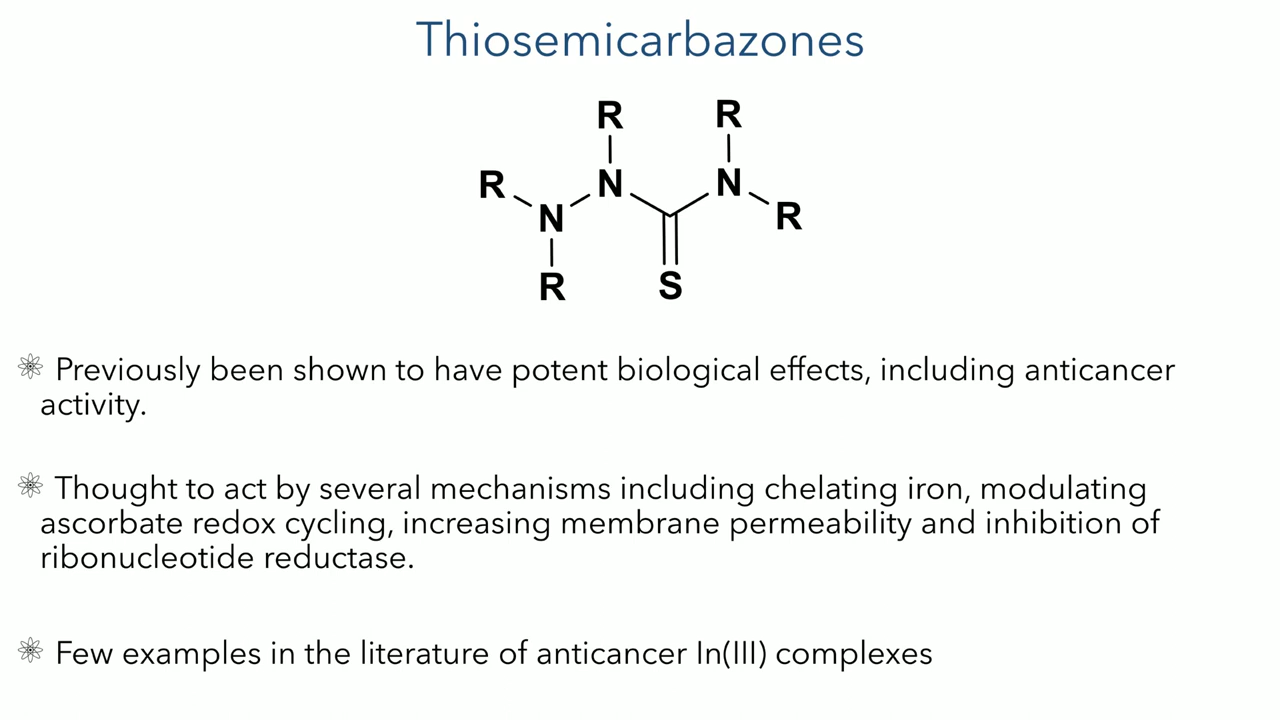 Thiosemicarbazones
R R
R N N
N R
R S
Previously been shown to have potent biological effects, including anticancer
activity.
Thought to act by several mechanisms including chelating iron, modulating
ascorbate redox cycling, increasing membrane permeability and inhibition of
ribonucleotide reductase.
Few examples in the literature of anticancer In(III) complexes